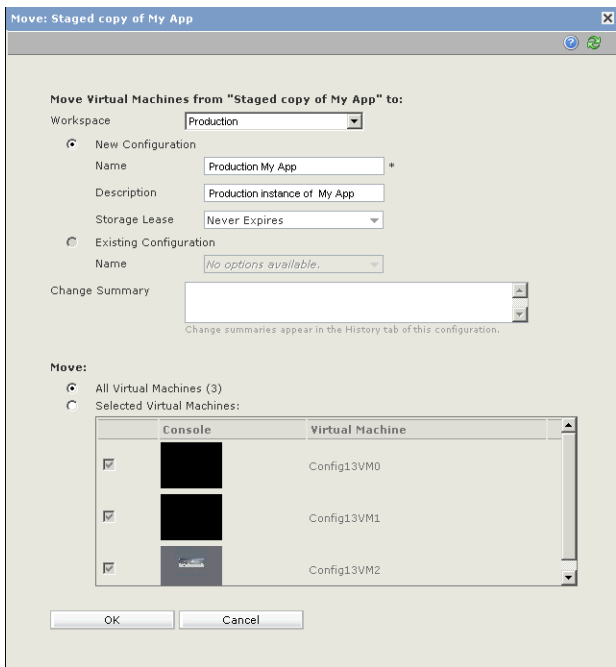 Move: Staged copy of My App
Move Virtual Machines from "Staged copy of My App" to:
Workspace Production
New Configuration
Name Production My App *
Description Production instance of My App
Storage Lease Never Expires
Existing Configuration
Name No options available.
Change Summary
Change summaries appear in the History tab of this configuration.
Move:
All Virtual Machines (3)
Selected Virtual Machines:
Console Virtual Machine
Config13VM0
Config13VM1
Config13VM2
OK Cancel